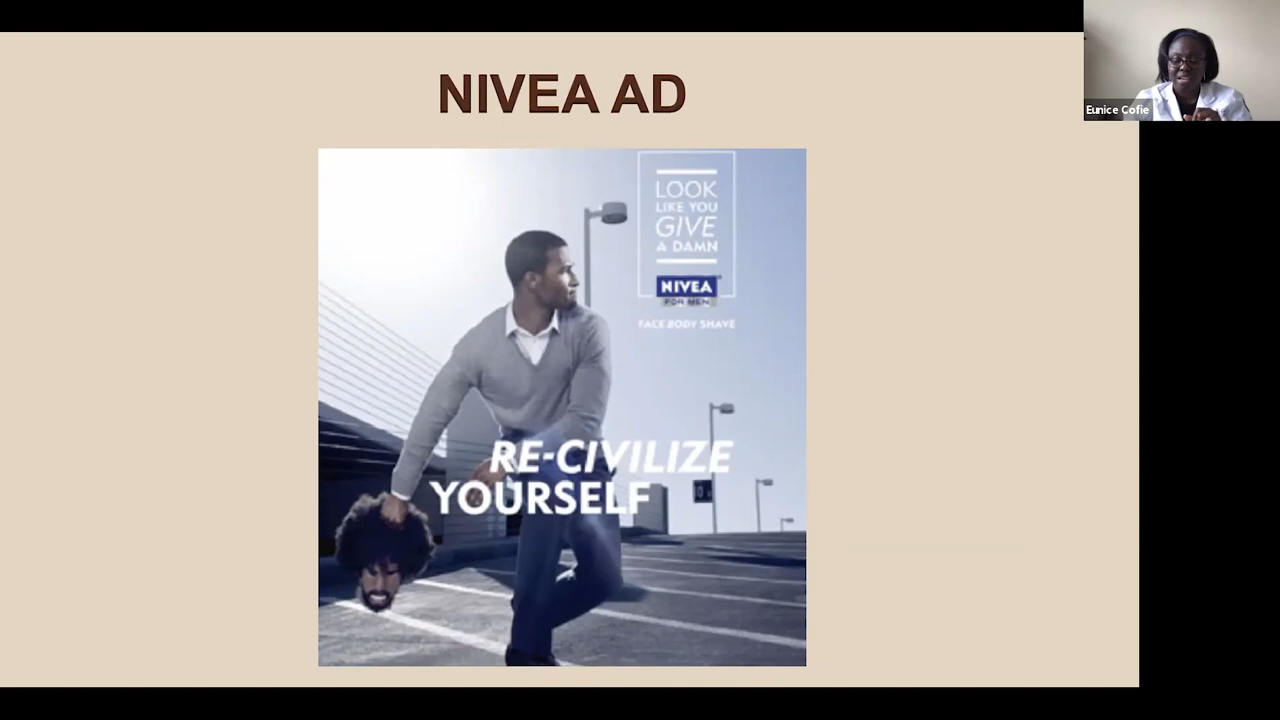 NIVEA AD
Eunice Cofie
LOOK
LIKE YOU
GIVE
A DAMN
NIVEA
FOR MEN
FACE BODY SHAVE
RE-CIVILIZE
YOURSELF